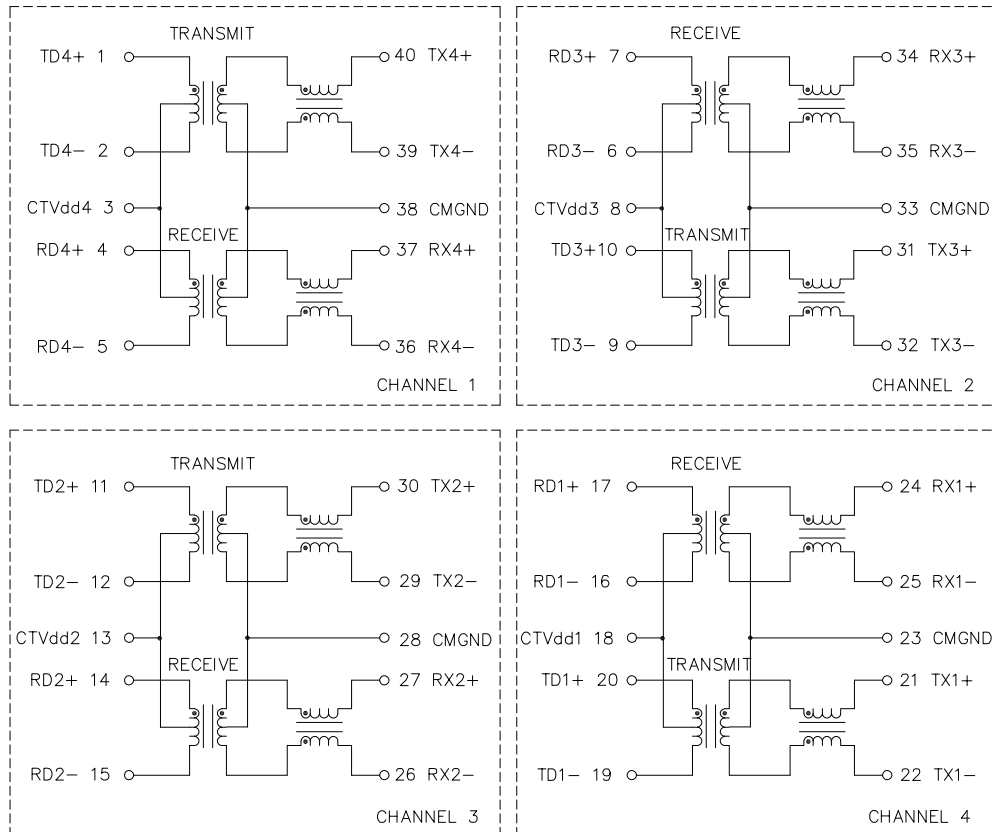 TRANSMIT
TD4+ 1
40 TX4+
TD4- 2
39 TX4-
CTVdd4 3
38 CMGND
RECEIVE
RD4+ 4
37 RX4+
RD4- 5
36 RX4-
CHANNEL 1
RECEIVE
RD3+ 7
34 RX3+
RD3- 6
35 RX3-
CTVdd3 8
33 CMGND
TRANSMIT
TD3+10
31 TX3+
TD3- 9
32 TX3-
CHANNEL 2
TRANSMIT
TD2+ 11
30 TX2+
TD2- 12
29 TX2-
CTVdd2 13
28 CMGND
RECEIVE
RD2+ 14
27 RX2+
RD2- 15
26 RX2-
CHANNEL 3
RECEIVE
RD1+ 17
24 RX1+
RD1- 16
25 RX1-
CTVdd1 18
23 CMGND
TRANSMIT
TD1+ 20
21 TX1+
TD1- 19
22 TX1-
CHANNEL 4